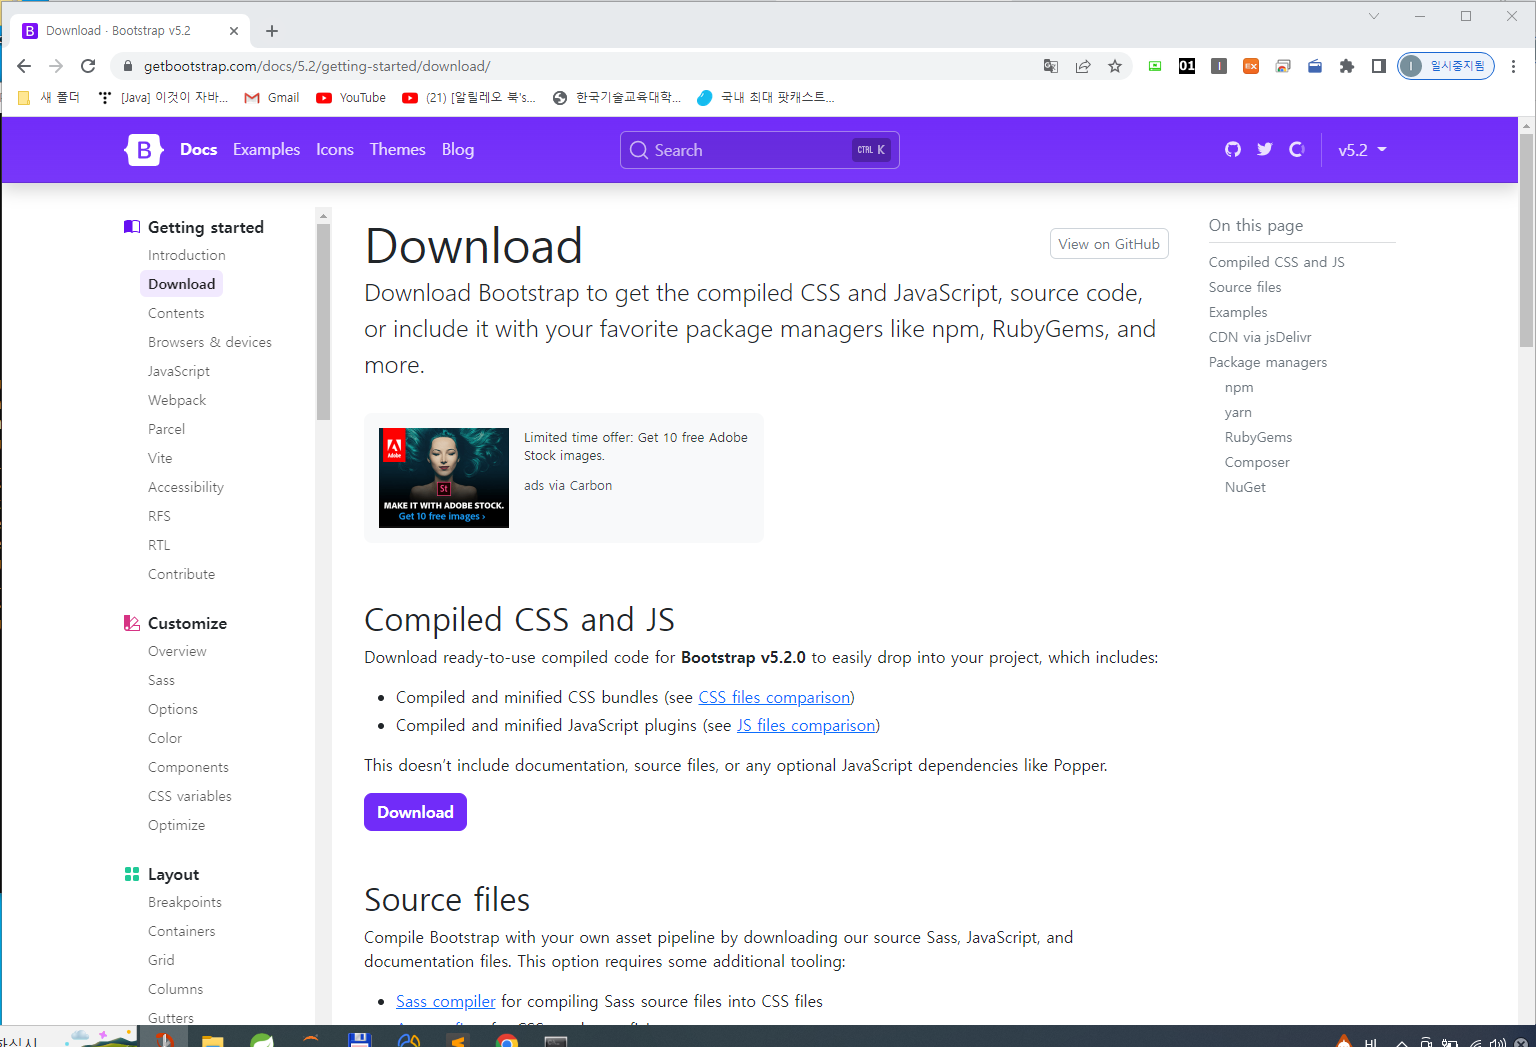 Download · Bootstrap v5.2
getbootstrap.com/docs/5.2/getting-started/download/
01
EX
일시중지됨
새 폴더
[Java] 이것이 자바...
Gmail
YouTube
(21) [알릴레오 북's...
한국기술교육대학...
국내 최대 팟캐스트...
B Docs Examples Icons Themes Blog
Search
CTRL K
v5.2
Getting started
Introduction
Download
Contents
Browsers & devices
JavaScript
Webpack
Parcel
Vite
Accessibility
RFS
RTL
Contribute
Customize
Overview
Sass
Options
Color
Components
CSS variables
Optimize
Layout
Breakpoints
Containers
Grid
Columns
Gutters
Download
View on GitHub
Download Bootstrap to get the compiled CSS and JavaScript, source code,
or include it with your favorite package managers like npm, RubyGems, and
more.
Adobe
St
MAKE IT WITH ADOBE STOCK.
Get 10 free images ›
Limited time offer: Get 10 free Adobe
Stock images.
ads via Carbon
Compiled CSS and JS
Download ready-to-use compiled code for Bootstrap v5.2.0 to easily drop into your project, which includes:
• Compiled and minified CSS bundles (see CSS files comparison)
• Compiled and minified JavaScript plugins (see JS files comparison)
This doesn't include documentation, source files, or any optional JavaScript dependencies like Popper.
Download
Source files
Compile Bootstrap with your own asset pipeline by downloading our source Sass, JavaScript, and
documentation files. This option requires some additional tooling:
• Sass compiler for compiling Sass source files into CSS files
On this page
Compiled CSS and JS
Source files
Examples
CDN via jsDelivr
Package managers
npm
yarn
RubyGems
Composer
NuGet